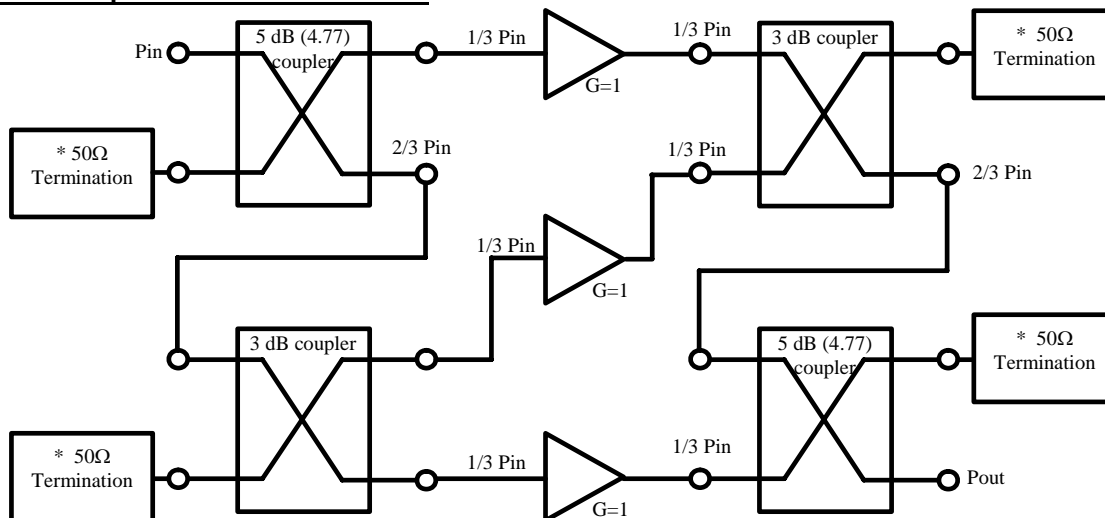 5 dB (4.77)
coupler
Pin
1/3 Pin
G=1
1/3 Pin
3 dB coupler
* 50Ω
Termination
* 50Ω
Termination
2/3 Pin
1/3 Pin
2/3 Pin
1/3 Pin
G=1
3 dB coupler
5 dB (4.77)
coupler
* 50Ω
Termination
* 50Ω
Termination
1/3 Pin
G=1
1/3 Pin
Pout